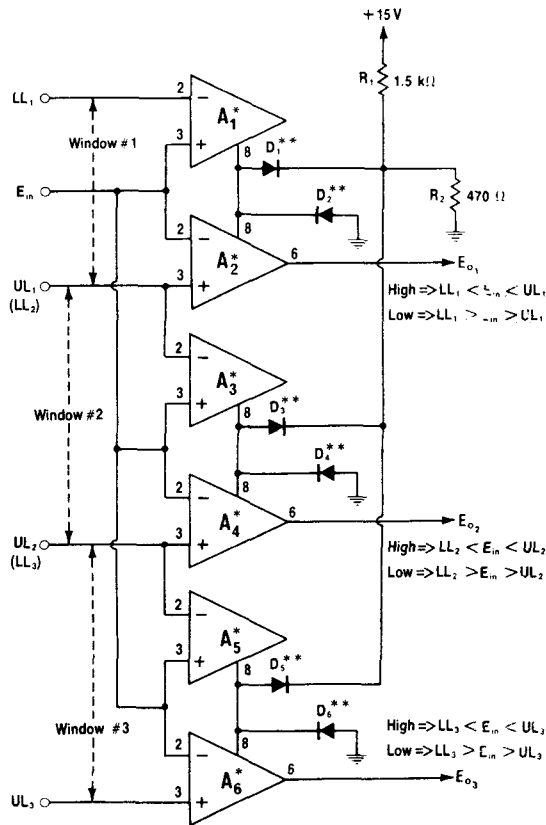 +15V
R₁ 1.5 kΩ
LL₁ 2 − A₁*
Window #1
3 + 8 D₁**
Eᵢₙ
R₂ 470 Ω
D₂**
2 − 8
A₂* 6 Eₒ₁
UL₁ 3 +
(LL₂)
High=>LL₁ < Eᵢₙ < UL₁
Low=>LL₁ > Eᵢₙ > UL₁
2 − A₃*
Window #2
3 + 8 D₃**
D₄**
2 − 8
A₄* 6 Eₒ₂
UL₂ 3 +
(LL₃)
High=>LL₂ < Eᵢₙ < UL₂
Low=>LL₂ > Eᵢₙ > UL₂
2 − A₅*
3 + 8 D₅**
Window #3
D₆**
High=>LL₃ < Eᵢₙ < UL₃
Low=>LL₃ > Eᵢₙ > UL₃
2 − 8
A₆* 6 Eₒ₃
UL₃ 3 +